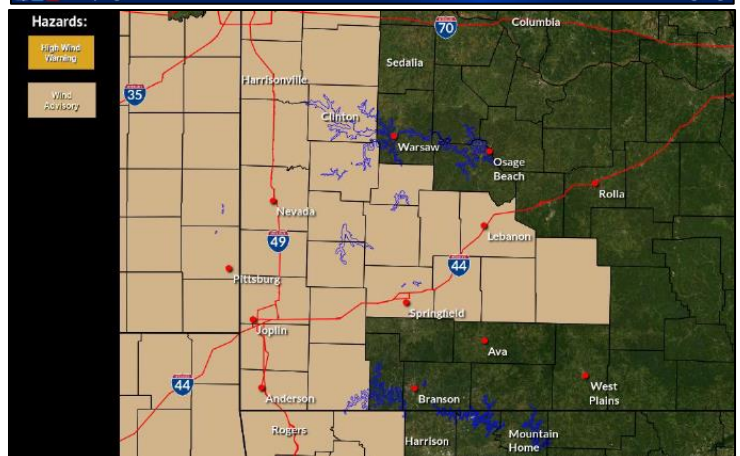 Hazards:
High Wind
Warning
Wind
Advisory
70
Columbia
Sedalia
Harrisonville
35
Clinton
Warsaw
Osage
Beach
Rolla
Nevada
Lebanon
49
44
Pittsburg
Springfield
Joplin
Ava
44
West
Plains
Anderson
Branson
Rogers
Harrison
Mountain
Home